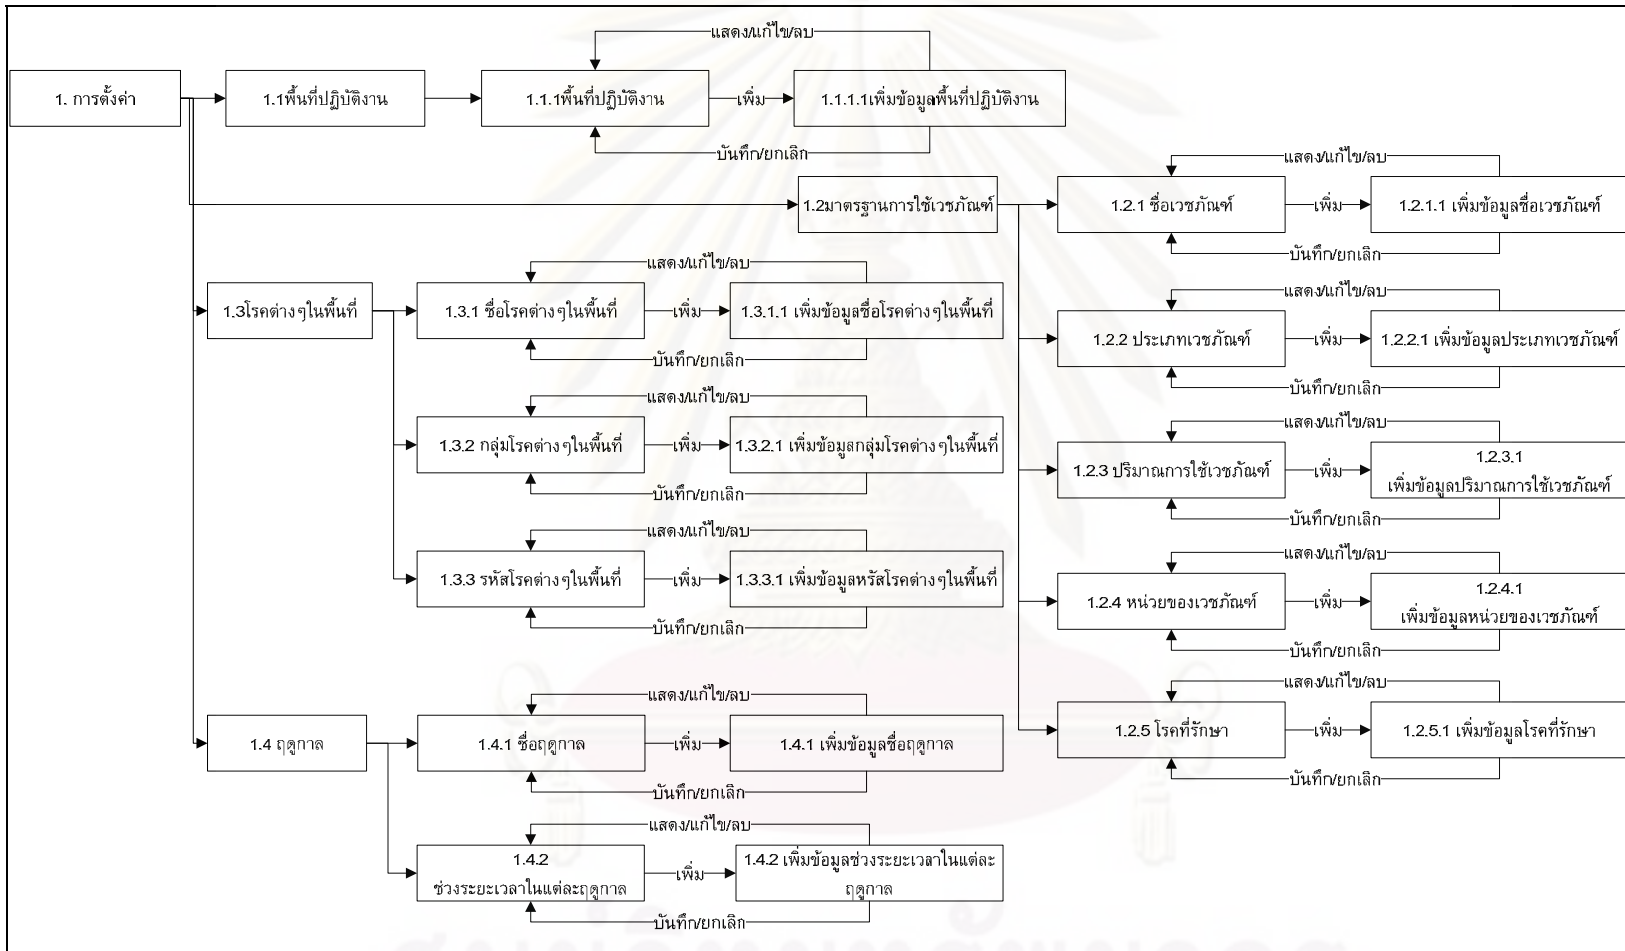 แสดง/แก้ไข/ลบ
1. การตั้งค่า
1.1พื้นที่ปฏิบัติงาน
1.1.1พื้นที่ปฏิบัติงาน
เพิ่ม
1.1.1.1เพิ่มข้อมูลพื้นที่ปฏิบัติงาน
บันทึก/ยกเลิก
1.2มาตรฐานการใช้เวชภัณฑ์
แสดง/แก้ไข/ลบ
1.2.1 ชื่อเวชภัณฑ์
เพิ่ม
1.2.1.1 เพิ่มข้อมูลชื่อเวชภัณฑ์
บันทึก/ยกเลิก
แสดง/แก้ไข/ลบ
1.2.2 ประเภทเวชภัณฑ์
เพิ่ม
1.2.2.1 เพิ่มข้อมูลประเภทเวชภัณฑ์
บันทึก/ยกเลิก
แสดง/แก้ไข/ลบ
1.2.3 ปริมาณการใช้เวชภัณฑ์
เพิ่ม
1.2.3.1
เพิ่มข้อมูลปริมาณการใช้เวชภัณฑ์
บันทึก/ยกเลิก
แสดง/แก้ไข/ลบ
1.2.4 หน่วยของเวชภัณฑ์
เพิ่ม
1.2.4.1
เพิ่มข้อมูลหน่วยของเวชภัณฑ์
บันทึก/ยกเลิก
แสดง/แก้ไข/ลบ
1.2.5 โรคที่รักษา
เพิ่ม
1.2.5.1 เพิ่มข้อมูลโรคที่รักษา
บันทึก/ยกเลิก
แสดง/แก้ไข/ลบ
1.3โรคต่างๆในพื้นที่
1.3.1 ชื่อโรคต่างๆในพื้นที่
เพิ่ม
1.3.1.1 เพิ่มข้อมูลชื่อโรคต่างๆในพื้นที่
บันทึก/ยกเลิก
แสดง/แก้ไข/ลบ
1.3.2 กลุ่มโรคต่างๆในพื้นที่
เพิ่ม
1.3.2.1 เพิ่มข้อมูลกลุ่มโรคต่างๆในพื้นที่
บันทึก/ยกเลิก
แสดง/แก้ไข/ลบ
1.3.3 รหัสโรคต่างๆในพื้นที่
เพิ่ม
1.3.3.1 เพิ่มข้อมูลหรัสโรคต่างๆในพื้นที่
บันทึก/ยกเลิก
แสดง/แก้ไข/ลบ
1.4 ฤดูกาล
1.4.1 ชื่อฤดูกาล
เพิ่ม
1.4.1 เพิ่มข้อมูลชื่อฤดูกาล
บันทึก/ยกเลิก
แสดง/แก้ไข/ลบ
1.4.2
ช่วงระยะเวลาในแต่ละฤดูกาล
เพิ่ม
1.4.2 เพิ่มข้อมูลช่วงระยะเวลาในแต่ละ
ฤดูกาล
บันทึก/ยกเลิก